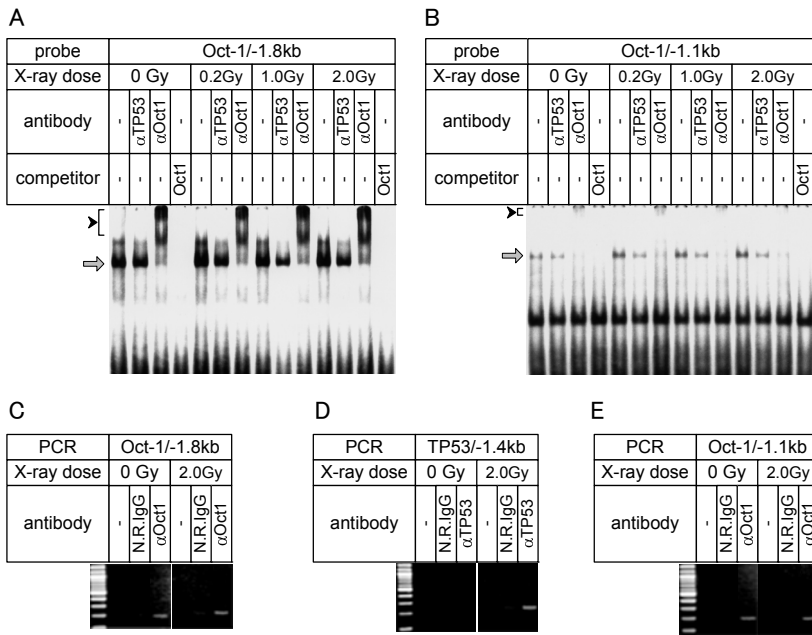 A
probe Oct-1/-1.8kb
X-ray dose 0 Gy 0.2Gy 1.0Gy 2.0Gy
antibody - αTP53 αOct1 - - αTP53 αOct1 - αTP53 αOct1 - αTP53 αOct1 -
competitor - - - Oct1 - - - - - - - - - Oct1
B
probe Oct-1/-1.1kb
X-ray dose 0 Gy 0.2Gy 1.0Gy 2.0Gy
antibody - αTP53 αOct1 - - αTP53 αOct1 - αTP53 αOct1 - αTP53 αOct1 -
competitor - - - Oct1 - - - - - - - - - Oct1
C
PCR Oct-1/-1.8kb
X-ray dose 0 Gy 2.0Gy
antibody - N.R.IgG αOct1 - N.R.IgG αOct1
D
PCR TP53/-1.4kb
X-ray dose 0 Gy 2.0Gy
antibody - N.R.IgG αTP53 - N.R.IgG αTP53
E
PCR Oct-1/-1.1kb
X-ray dose 0 Gy 2.0Gy
antibody - N.R.IgG αOct1 - N.R.IgG αOct1